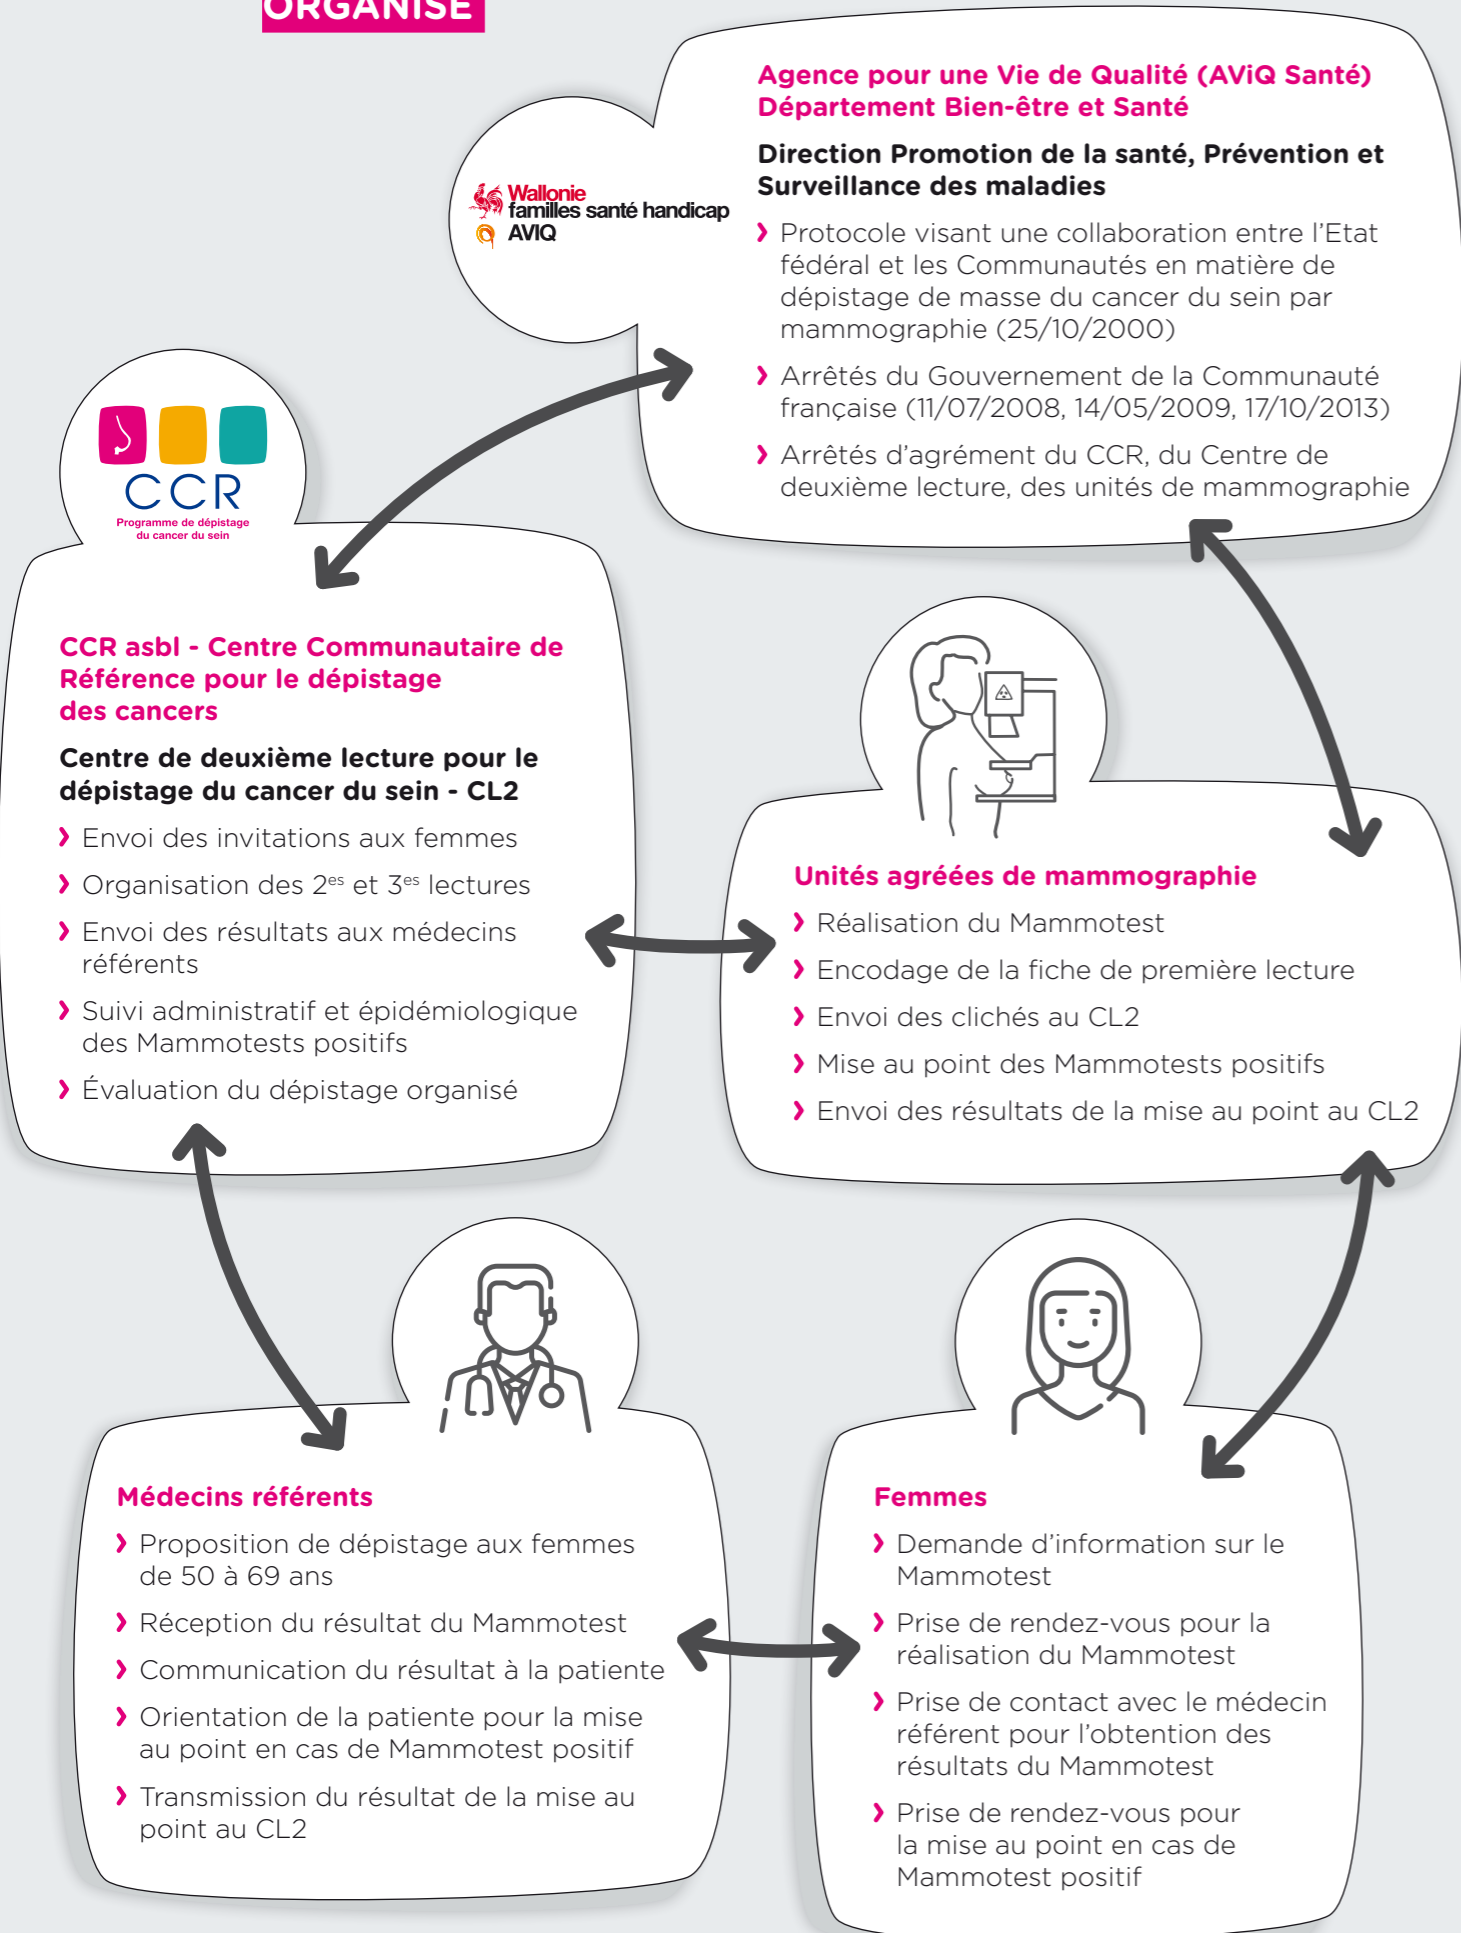 ORGANISÉ
Agence pour une Vie de Qualité (AViQ Santé)
Département Bien-être et Santé
Direction Promotion de la santé, Prévention et
Surveillance des maladies
› Protocole visant une collaboration entre l'Etat
fédéral et les Communautés en matière de
dépistage de masse du cancer du sein par
mammographie (25/10/2000)
› Arrêtés du Gouvernement de la Communauté
française (11/07/2008, 14/05/2009, 17/10/2013)
› Arrêtés d'agrément du CCR, du Centre de
deuxième lecture, des unités de mammographie
Wallonie
familles santé handicap
AVIQ
CCR
Programme de dépistage
du cancer du sein
CCR asbl - Centre Communautaire de
Référence pour le dépistage
des cancers
Centre de deuxième lecture pour le
dépistage du cancer du sein - CL2
› Envoi des invitations aux femmes
› Organisation des 2es et 3es lectures
› Envoi des résultats aux médecins
référents
› Suivi administratif et épidémiologique
des Mammotests positifs
› Évaluation du dépistage organisé
Unités agréées de mammographie
› Réalisation du Mammotest
› Encodage de la fiche de première lecture
› Envoi des clichés au CL2
› Mise au point des Mammotests positifs
› Envoi des résultats de la mise au point au CL2
Médecins référents
› Proposition de dépistage aux femmes
de 50 à 69 ans
› Réception du résultat du Mammotest
› Communication du résultat à la patiente
› Orientation de la patiente pour la mise
au point en cas de Mammotest positif
› Transmission du résultat de la mise au
point au CL2
Femmes
› Demande d'information sur le
Mammotest
› Prise de rendez-vous pour la
réalisation du Mammotest
› Prise de contact avec le médecin
référent pour l'obtention des
résultats du Mammotest
› Prise de rendez-vous pour
la mise au point en cas de
Mammotest positif